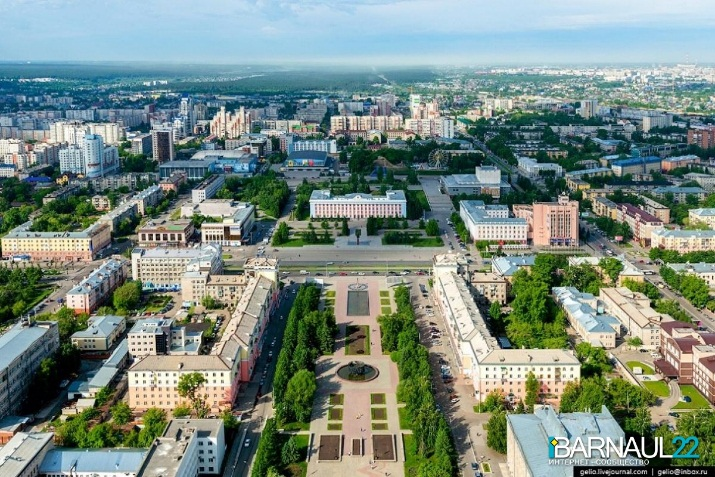 BARNAUL22
ИНТЕРНЕТ-СООБЩЕСТВО
gelio.livejournal.com gelio@inbox.ru